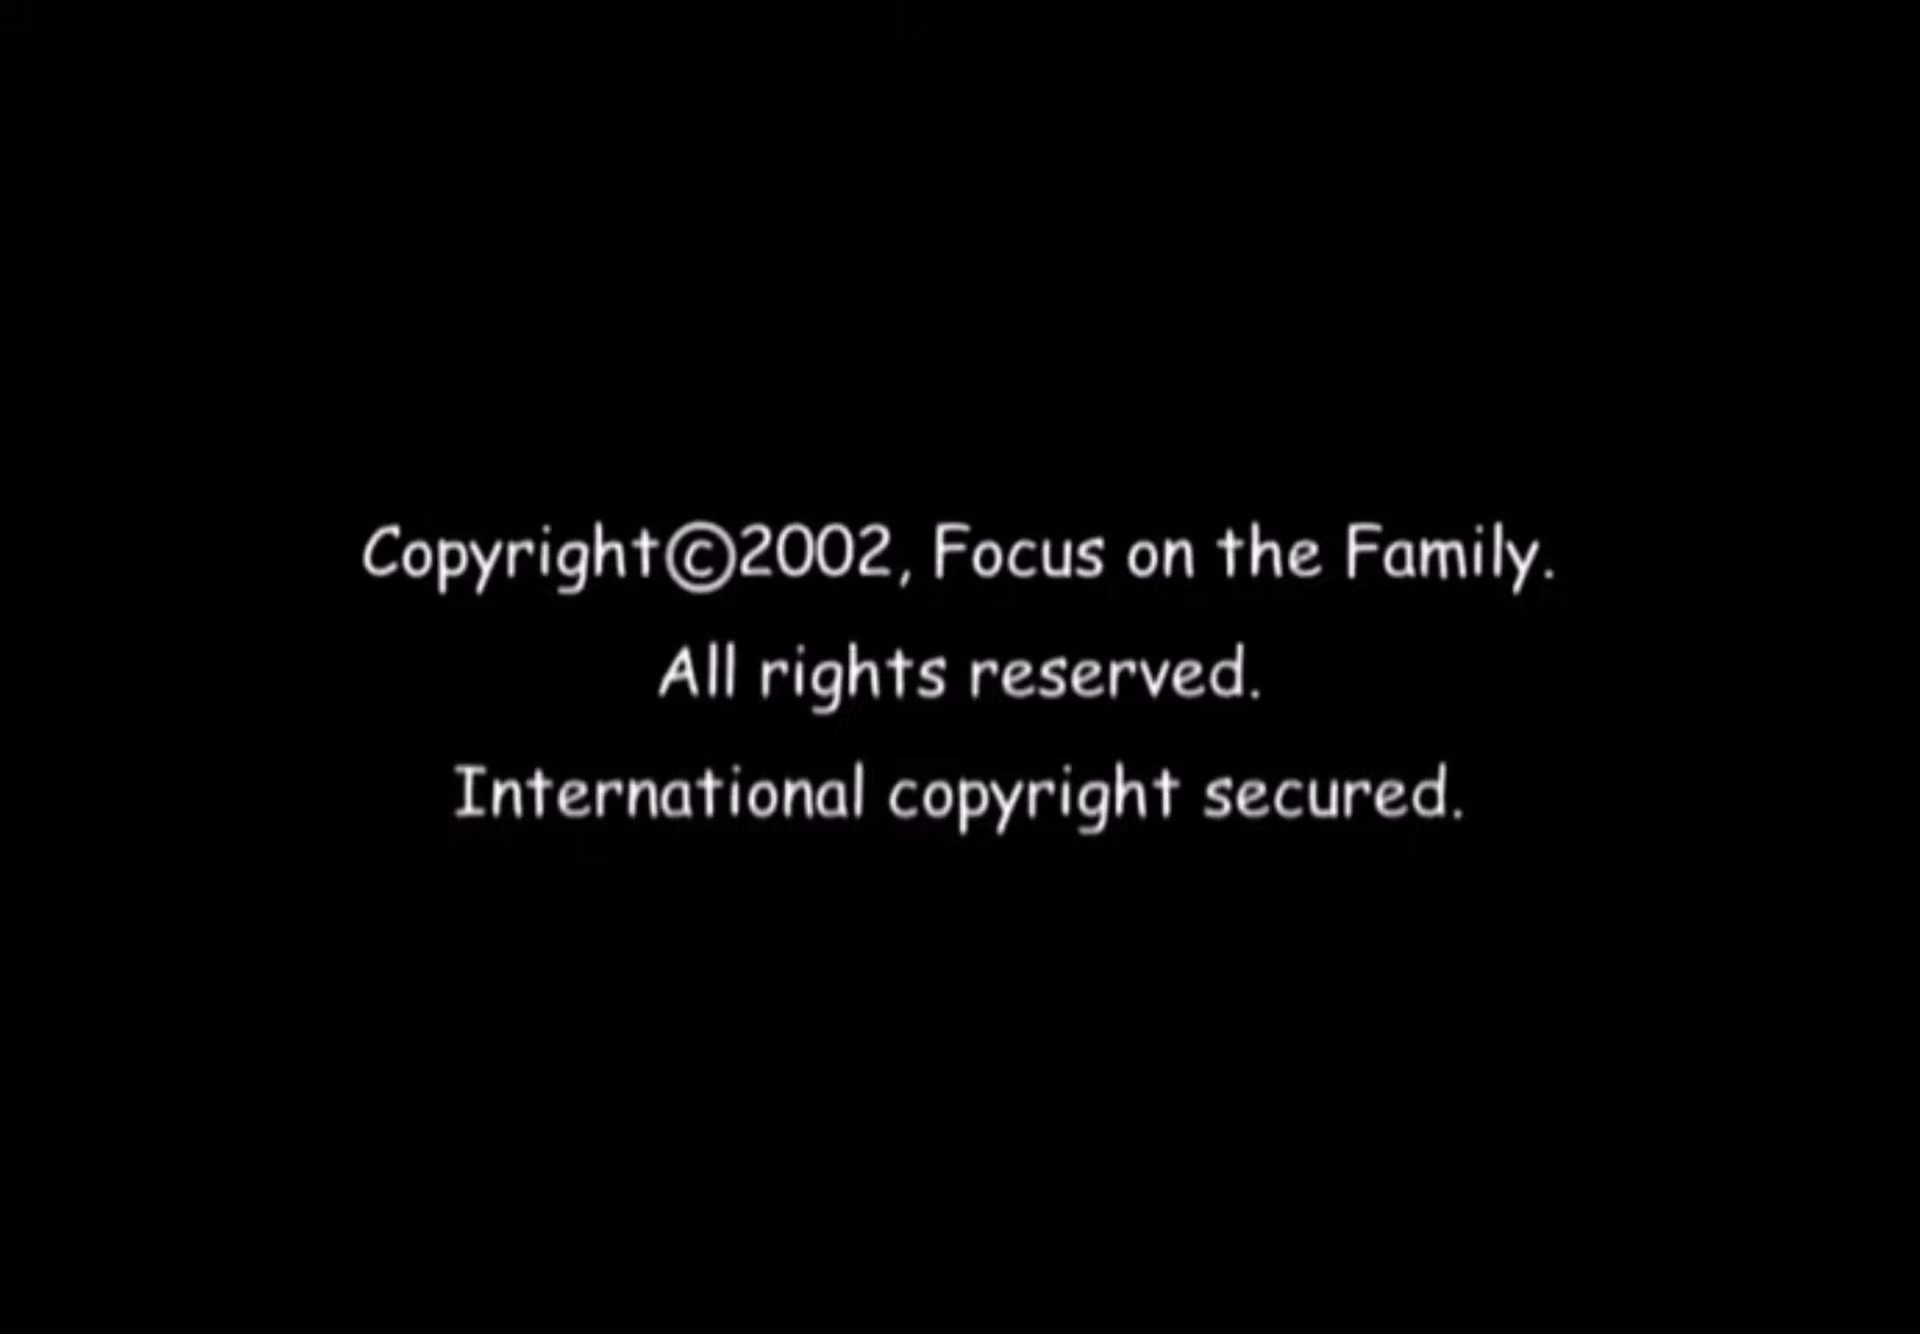 Copyright©2002, Focus on the Family.
All rights reserved.
International copyright secured.